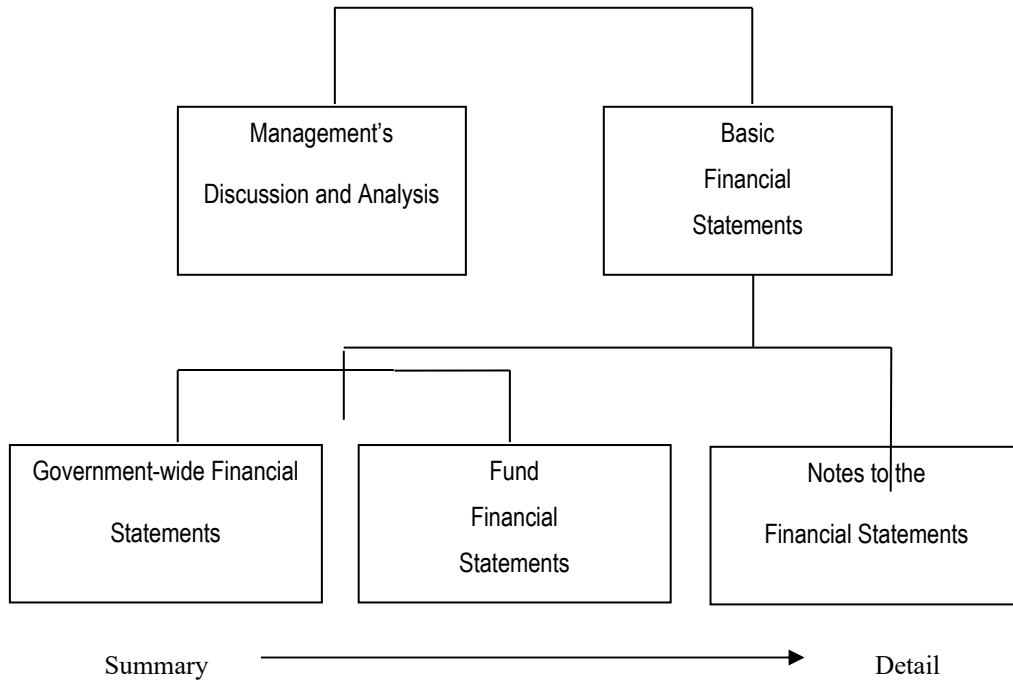 Management’s
Discussion and Analysis
Basic
Financial
Statements
Government-wide Financial
Statements
Fund
Financial
Statements
Notes to the
Financial Statements
Summary
Detail